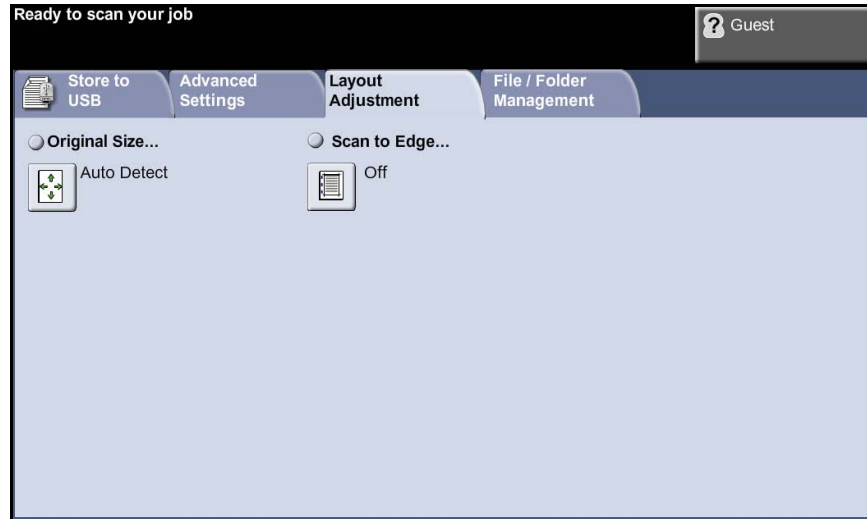 Ready to scan your job
? Guest
Store to
USB
Advanced
Settings
Layout
Adjustment
File / Folder
Management
Original Size...
Auto Detect
Scan to Edge...
Off